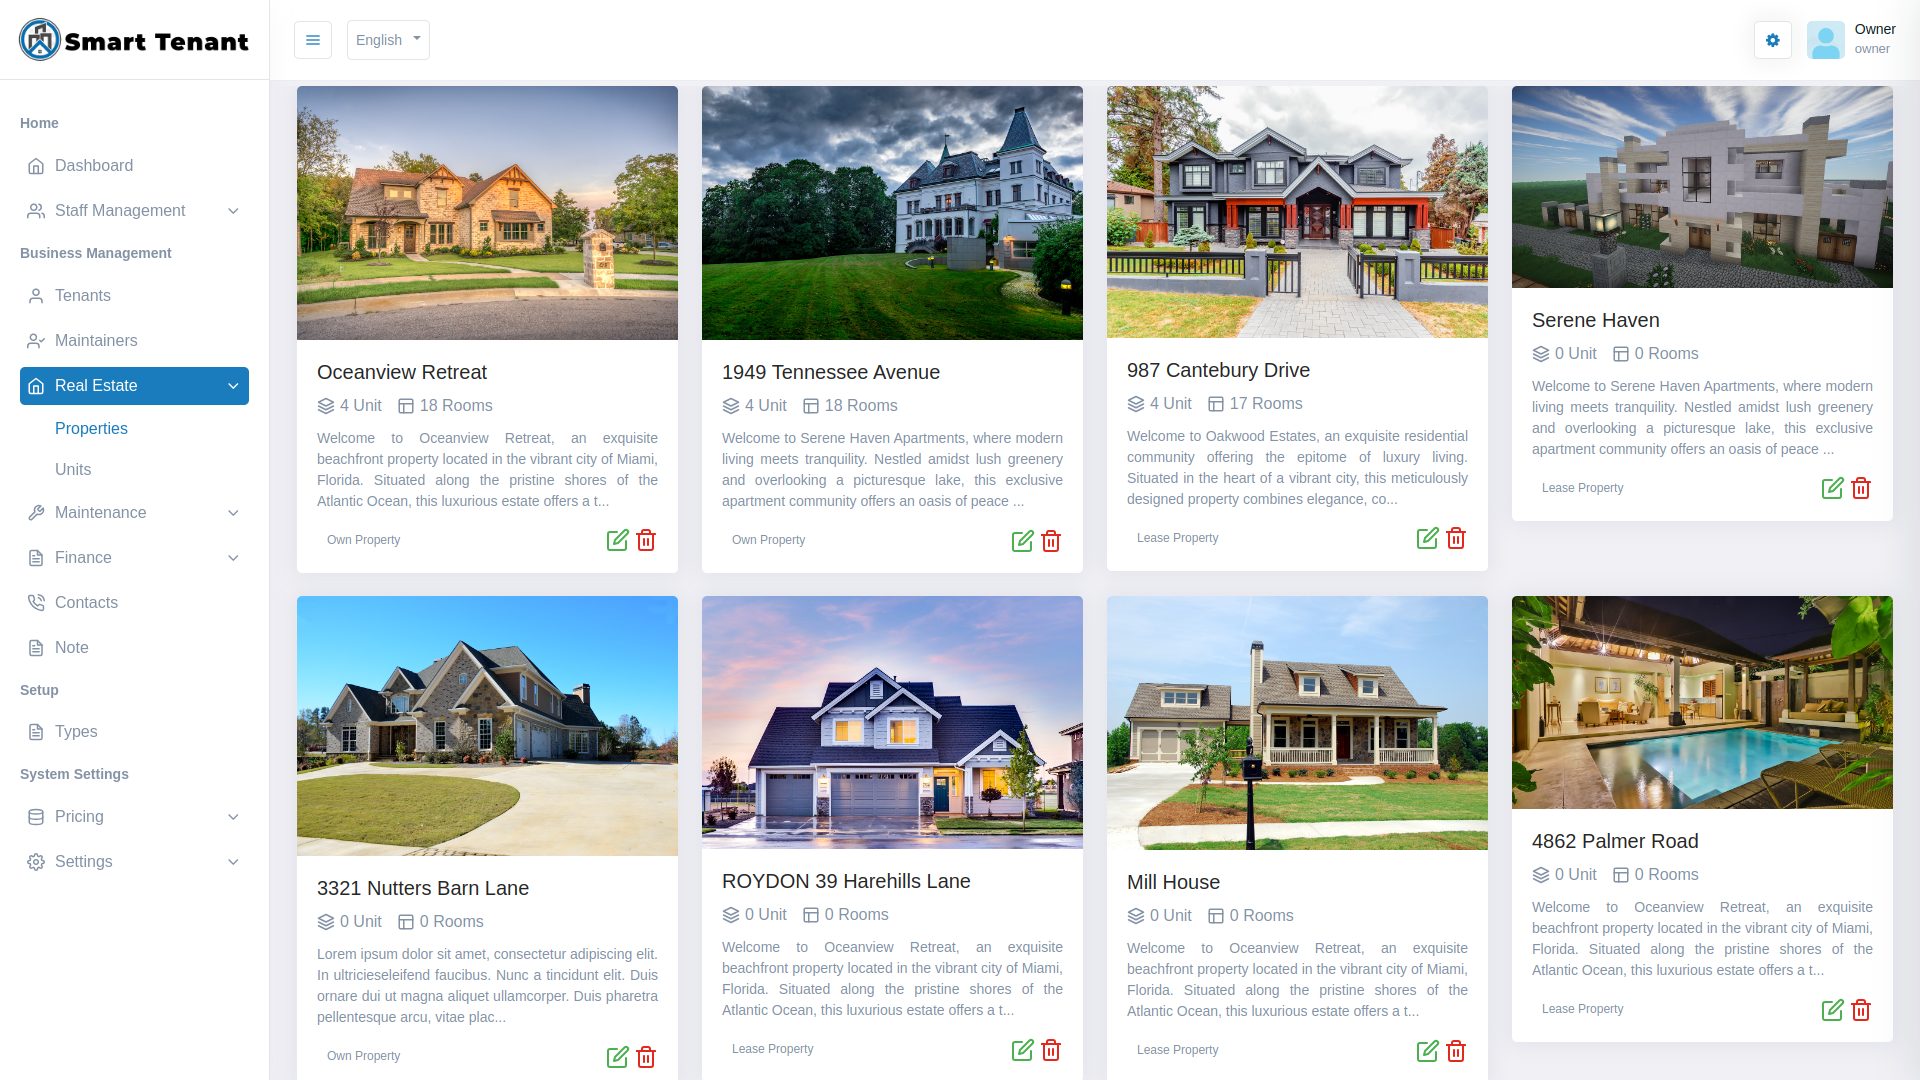 Smart Tenant
English
Owner
owner
Home
Dashboard
Staff Management
Business Management
Tenants
Maintainers
Real Estate
Properties
Units
Maintenance
Finance
Contacts
Note
Setup
Types
System Settings
Pricing
Settings
Oceanview Retreat
4 Unit 18 Rooms
Welcome to Oceanview Retreat, an exquisite
beachfront property located in the vibrant city of Miami,
Florida. Situated along the pristine shores of the
Atlantic Ocean, this luxurious estate offers a t...
Own Property
1949 Tennessee Avenue
4 Unit 18 Rooms
Welcome to Serene Haven Apartments, where modern
living meets tranquility. Nestled amidst lush greenery
and overlooking a picturesque lake, this exclusive
apartment community offers an oasis of peace ...
Own Property
987 Cantebury Drive
4 Unit 17 Rooms
Welcome to Oakwood Estates, an exquisite residential
community offering the epitome of luxury living.
Situated in the heart of a vibrant city, this meticulously
designed property combines elegance, co...
Lease Property
Serene Haven
0 Unit 0 Rooms
Welcome to Serene Haven Apartments, where modern
living meets tranquility. Nestled amidst lush greenery
and overlooking a picturesque lake, this exclusive
apartment community offers an oasis of peace ...
Lease Property
3321 Nutters Barn Lane
0 Unit 0 Rooms
Lorem ipsum dolor sit amet, consectetur adipiscing elit.
In ultricieseleifend faucibus. Nunc a tincidunt elit. Duis
ornare dui ut magna aliquet ullamcorper. Duis pharetra
pellentesque arcu, vitae plac...
Own Property
ROYDON 39 Harehills Lane
0 Unit 0 Rooms
Welcome to Oceanview Retreat, an exquisite
beachfront property located in the vibrant city of Miami,
Florida. Situated along the pristine shores of the
Atlantic Ocean, this luxurious estate offers a t...
Lease Property
Mill House
0 Unit 0 Rooms
Welcome to Oceanview Retreat, an exquisite
beachfront property located in the vibrant city of Miami,
Florida. Situated along the pristine shores of the
Atlantic Ocean, this luxurious estate offers a t...
Lease Property
4862 Palmer Road
0 Unit 0 Rooms
Welcome to Oceanview Retreat, an exquisite
beachfront property located in the vibrant city of Miami,
Florida. Situated along the pristine shores of the
Atlantic Ocean, this luxurious estate offers a t...
Lease Property